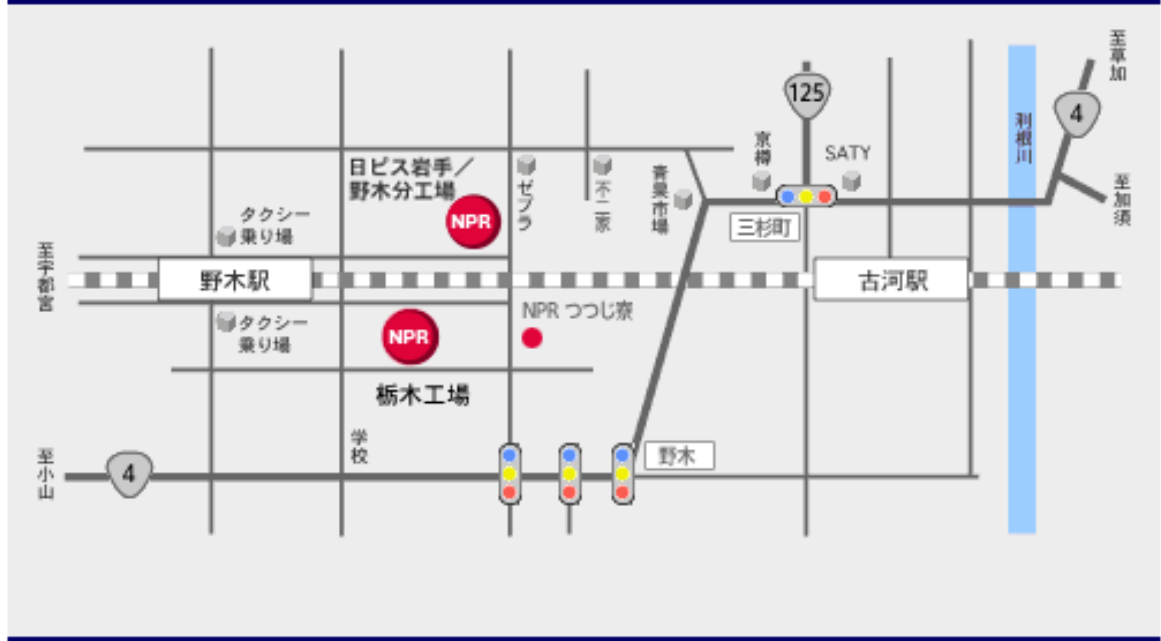 至草加
125
4
利根川
京樽
SATY
日ピス岩手／
野木分工場
ゼブラ
不二家
青果市場
至加須
NPR
タクシー
乗り場
三杉町
至宇都宮
野木駅
古河駅
NPR つつじ寮
タクシー
乗り場
NPR
栃木工場
学校
野木
至小山
4